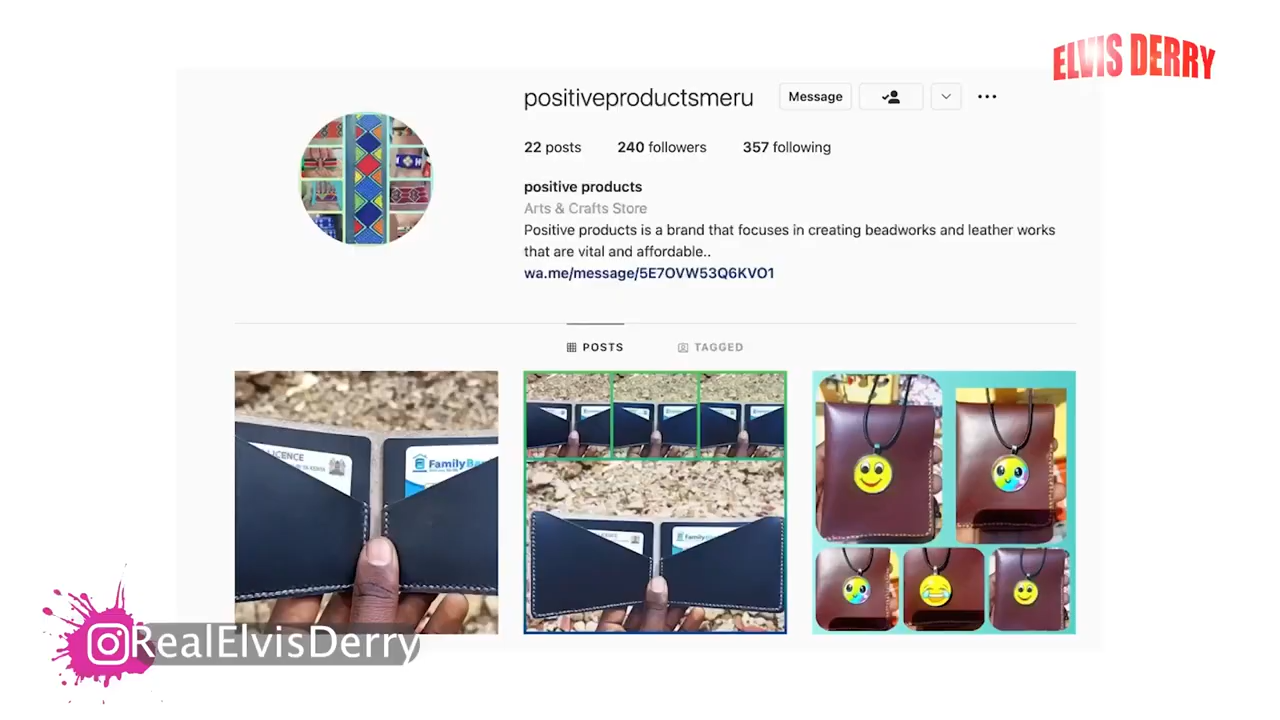 ELVIS DERRY
positiveproductsmeru Message
22 posts 240 followers 357 following
positive products
Arts & Crafts Store
Positive products is a brand that focuses in creating beadworks and leather works
that are vital and affordable..
wa.me/message/5E7OVW53Q6KVO1
POSTS TAGGED
LICENCE
FamilyBa
Family
RealElvisDerry